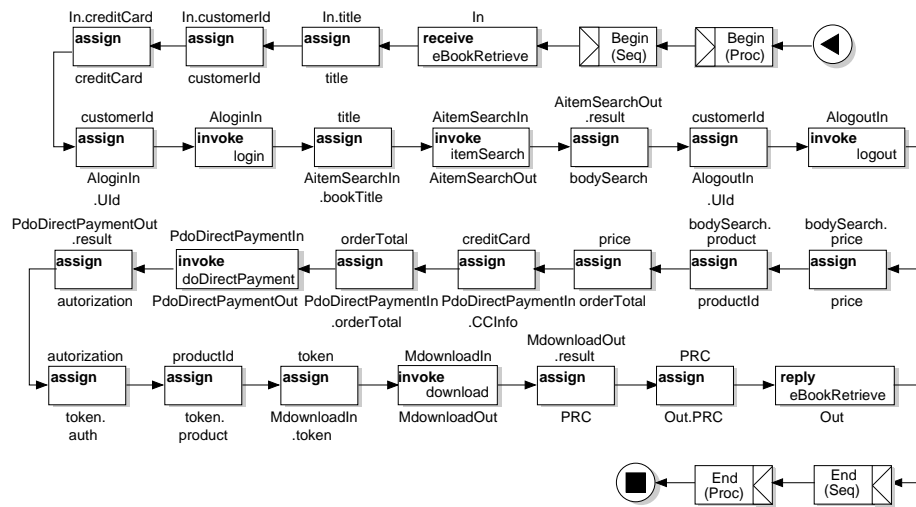 In.creditCard
In.customerId
In.title
In
assign
assign
assign
receive
eBookRetrieve
Begin
(Seq)
Begin
(Proc)
creditCard
customerId
title
customerId
AloginIn
title
AitemSearchIn
AitemSearchOut
.result
customerId
AlogoutIn
assign
invoke
login
assign
invoke
itemSearch
assign
assign
invoke
logout
AloginIn
.UId
AitemSearchIn
.bookTitle
AitemSearchOut
bodySearch
AlogoutIn
.UId
PdoDirectPaymentOut
.result
PdoDirectPaymentIn
orderTotal
creditCard
price
bodySearch.
product
bodySearch.
price
assign
invoke
doDirectPayment
assign
assign
assign
assign
assign
autorization
PdoDirectPaymentOut
PdoDirectPaymentIn
.orderTotal
PdoDirectPaymentIn
.CCInfo
orderTotal
productId
price
autorization
productId
token
MdownloadIn
MdownloadOut
.result
PRC
assign
assign
assign
invoke
download
assign
assign
reply
eBookRetrieve
token.
auth
token.
product
MdownloadIn
.token
MdownloadOut
PRC
Out.PRC
Out
End
(Proc)
End
(Seq)